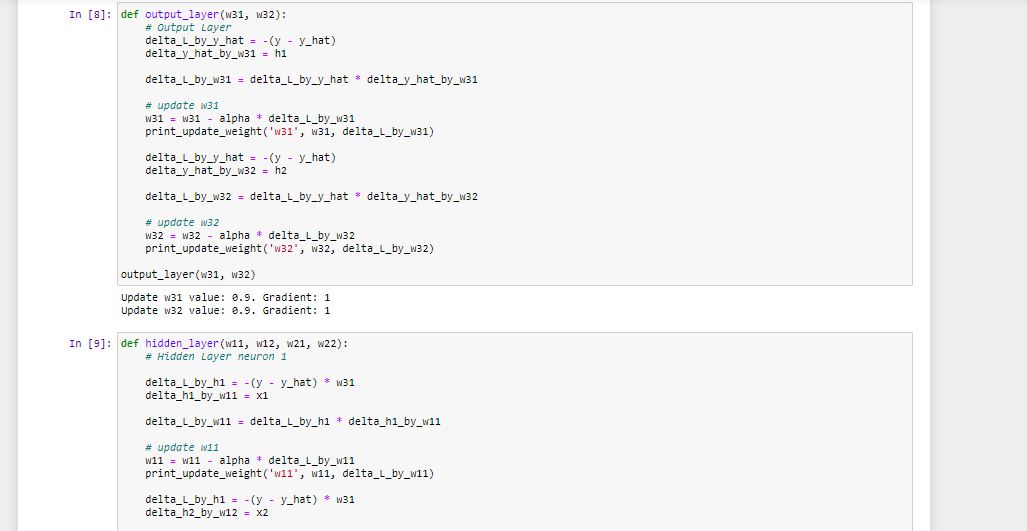 In [8]: def output_layer(w31, w32):
# Output Layer
delta_L_by_y_hat = -(y - y_hat)
delta_y_hat_by_w31 = h1
delta_L_by_w31 = delta_L_by_y_hat * delta_y_hat_by_w31
# update w31
w31 = w31 - alpha * delta_L_by_w31
print_update_weight('w31', w31, delta_L_by_w31)
delta_L_by_y_hat = -(y - y_hat)
delta_y_hat_by_w32 = h2
delta_L_by_w32 = delta_L_by_y_hat * delta_y_hat_by_w32
# update w32
w32 = w32 - alpha * delta_L_by_w32
print_update_weight('w32', w32, delta_L_by_w32)
output_layer(w31, w32)
Update w31 value: 0.9. Gradient: 1
Update w32 value: 0.9. Gradient: 1
In [9]: def hidden_layer(w11, w12, w21, w22):
# Hidden Layer neuron 1
delta_L_by_h1 = -(y - y_hat) * w31
delta_h1_by_w11 = x1
delta_L_by_w11 = delta_L_by_h1 * delta_h1_by_w11
# update w11
w11 = w11 - alpha * delta_L_by_w11
print_update_weight('w11', w11, delta_L_by_w11)
delta_L_by_h1 = -(y - y_hat) * w31
delta_h2_by_w12 = x2